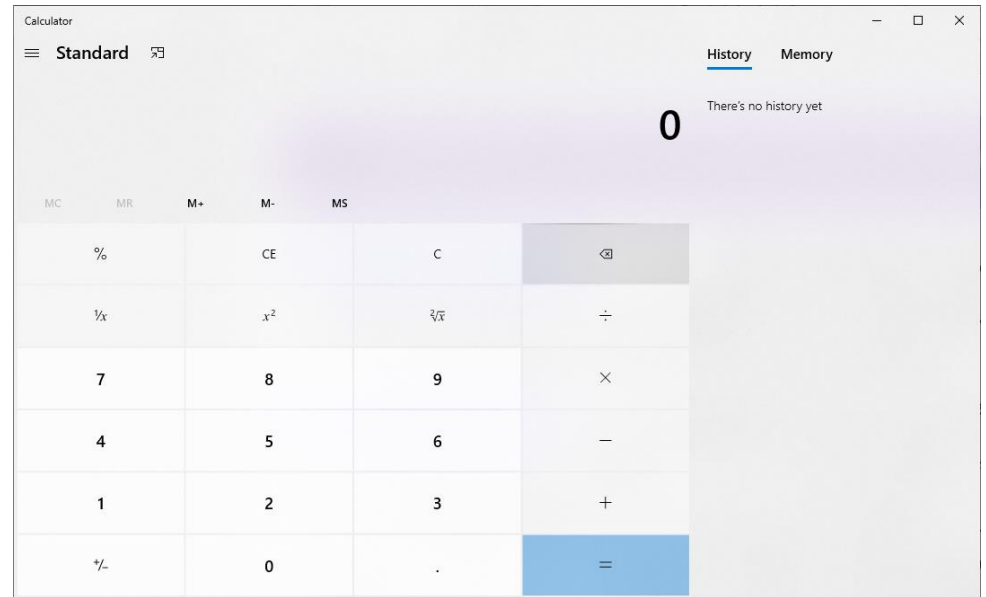 Calculator
Standard
History Memory
There's no history yet
0
MC MR M+ M- MS
% CE C
¹/x x² ²√x ÷
7 8 9 ×
4 5 6 −
1 2 3 +
+/− 0 . =